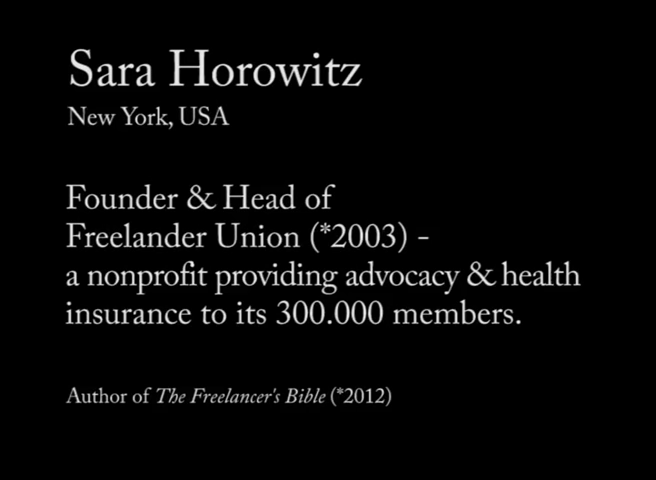 Sara Horowitz
New York, USA
Founder & Head of
Freelander Union (*2003) -
a nonprofit providing advocacy & health
insurance to its 300.000 members.
Author of The Freelancer's Bible (*2012)